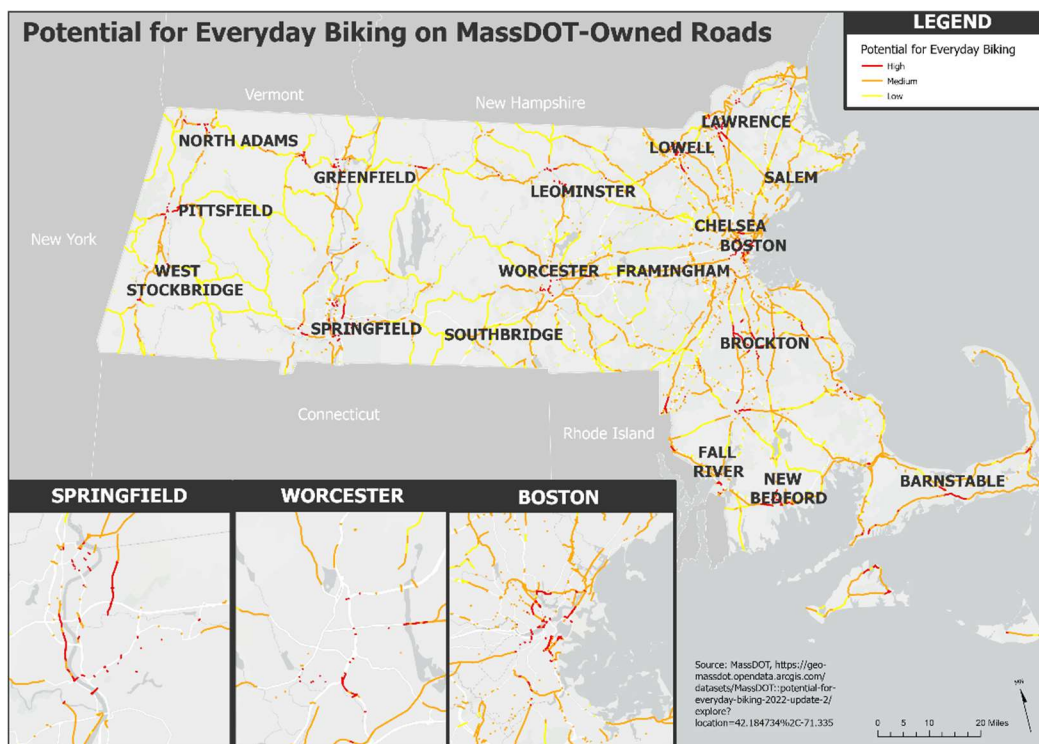 Potential for Everyday Biking on MassDOT-Owned Roads
LEGEND
Potential for Everyday Biking
High
Medium
Low
Vermont
New Hampshire
LAWRENCE
NORTH ADAMS
LOWELL
GREENFIELD
SALEM
LEOMINSTER
PITTSFIELD
CHELSEA
New York
BOSTON
WEST
STOCKBRIDGE
WORCESTER
FRAMINGHAM
SPRINGFIELD
SOUTHBRIDGE
BROCKTON
Connecticut
Rhode Island
FALL
RIVER
NEW
BEDFORD
BARNSTABLE
SPRINGFIELD
WORCESTER
BOSTON
Source: MassDOT, https://geo-
massdot.opendata.arcgis.com/
datasets/MassDOT::potential-for-
everyday-biking-2022-update-2/
explore?
location=42.184734%2C-71.335
0 5 10 20 Miles